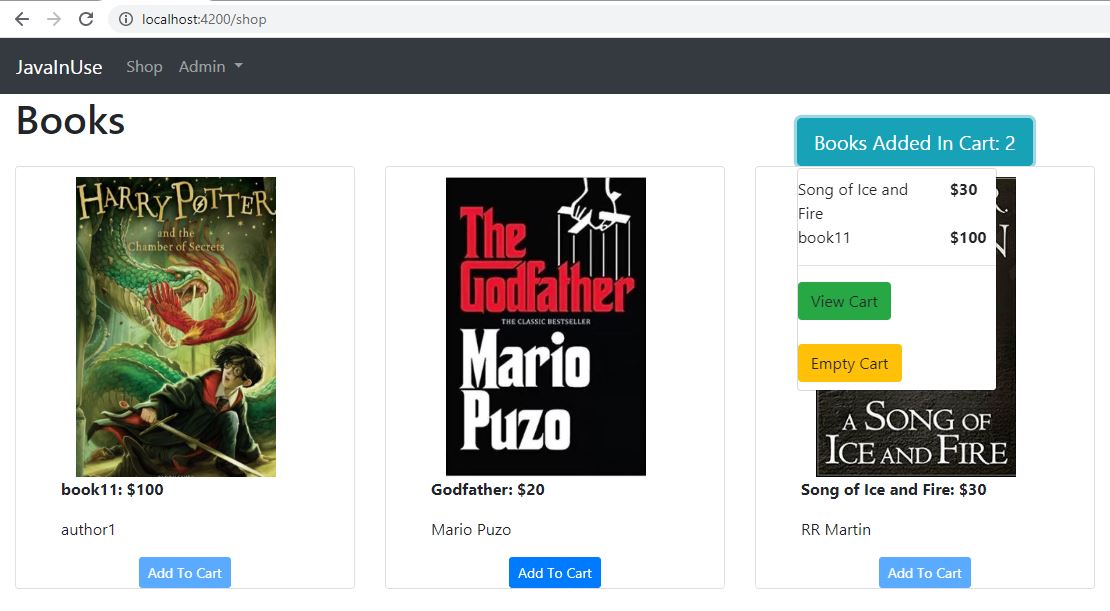 localhost:4200/shop
JavaInUse Shop Admin
Books
Books Added In Cart: 2
Song of Ice and $30
Fire
book11 $100
View Cart
Empty Cart
HARRY POTTER
and the
Chamber of Secrets
book11: $100
author1
Add To Cart
The
Godfather
THE CLASSIC BESTSELLER
Mario
Puzo
Godfather: $20
Mario Puzo
Add To Cart
A SONG OF
ICE AND FIRE
Song of Ice and Fire: $30
RR Martin
Add To Cart